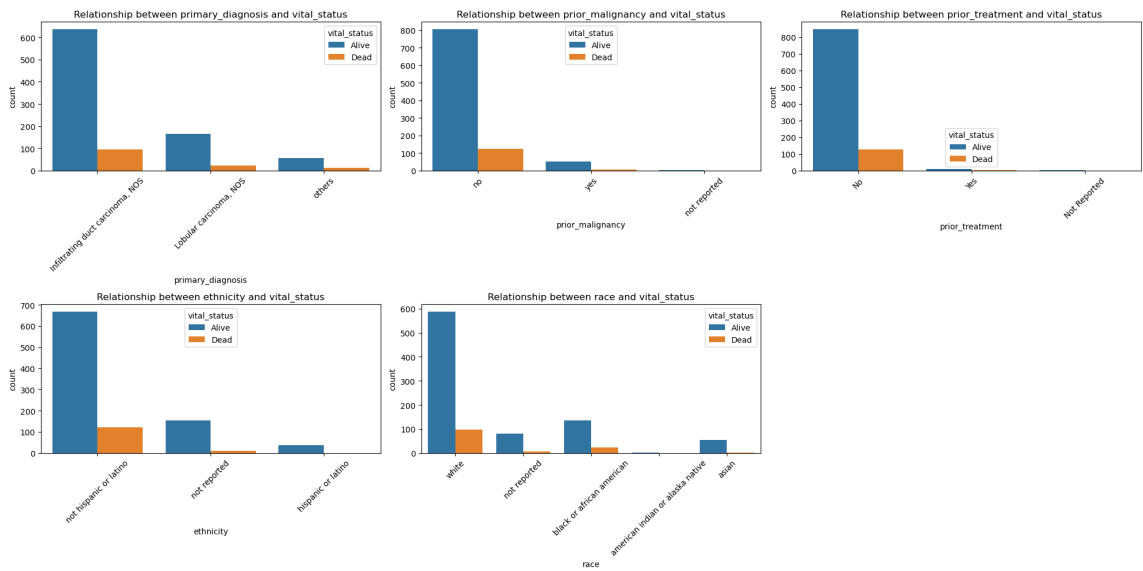 Relationship between primary_diagnosis and vital_status
count
600
500
400
300
200
100
0
vital_status
Alive
Dead
Infiltrating duct carcinoma, NOS
Lobular carcinoma, NOS
others
primary_diagnosis
Relationship between prior_malignancy and vital_status
count
800
700
600
500
400
300
200
100
0
vital_status
Alive
Dead
no
yes
not reported
prior_malignancy
Relationship between prior_treatment and vital_status
count
800
700
600
500
400
300
200
100
0
vital_status
Alive
Dead
No
Yes
Not Reported
prior_treatment
Relationship between ethnicity and vital_status
count
700
600
500
400
300
200
100
0
vital_status
Alive
Dead
not hispanic or latino
not reported
hispanic or latino
ethnicity
Relationship between race and vital_status
count
600
500
400
300
200
100
0
vital_status
Alive
Dead
white
not reported
black or african american
american indian or alaska native
asian
race